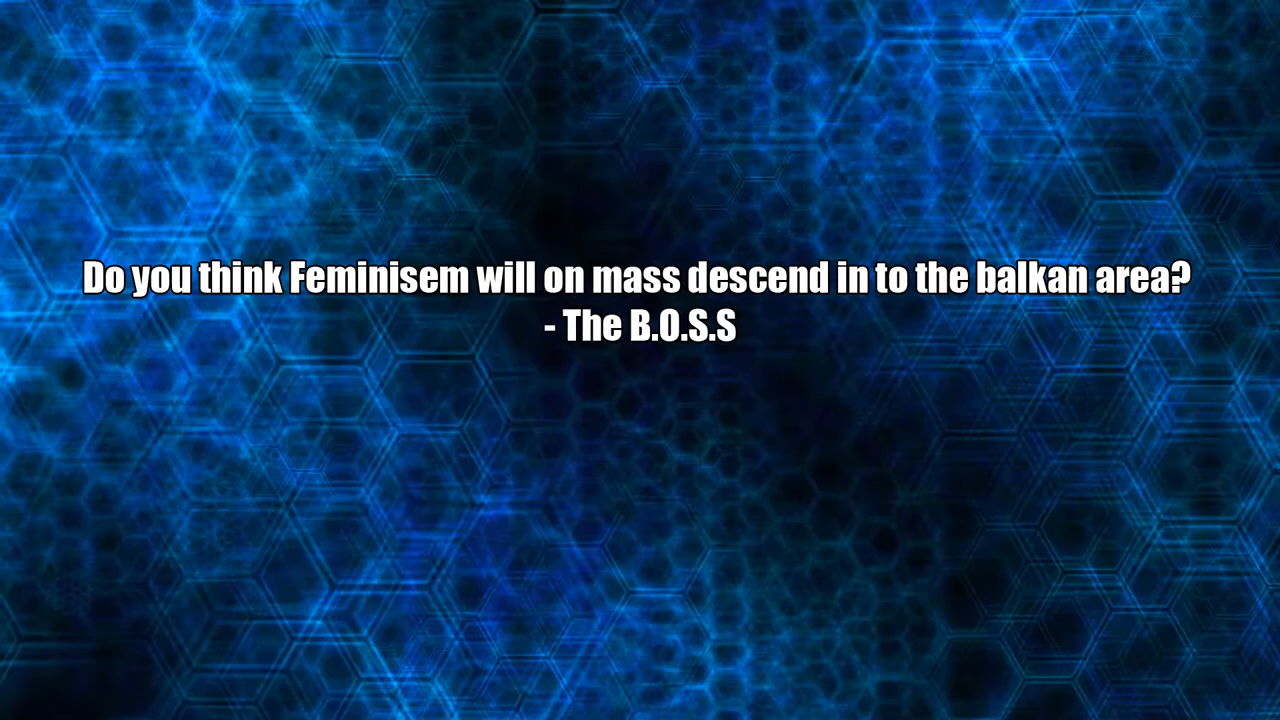 Do you think Feminisem will on mass descend in to the balkan area?
- The B.O.S.S